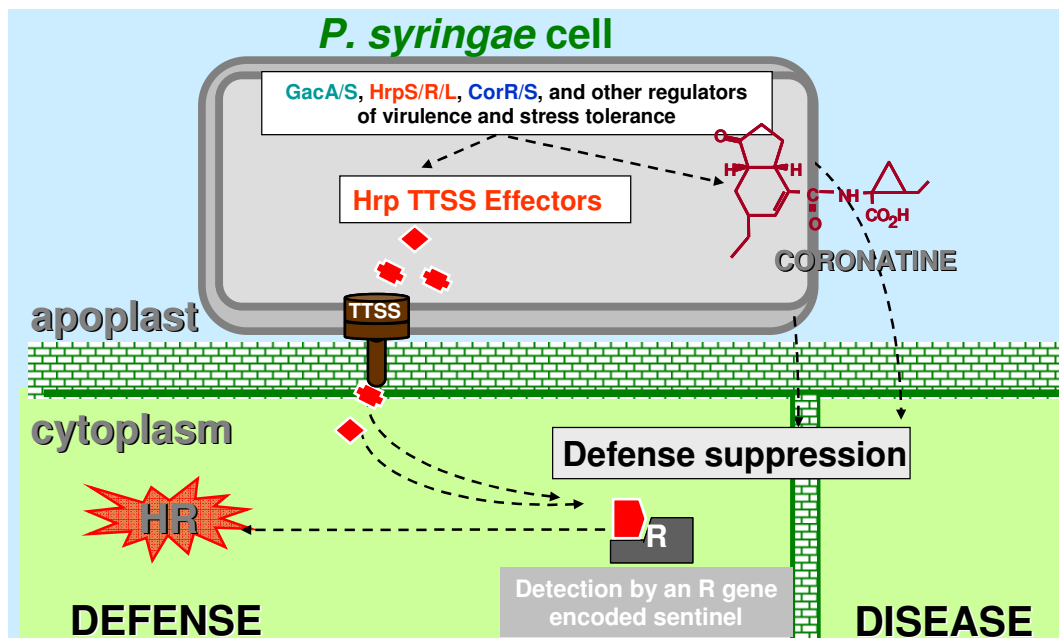 P. syringae cell
GacA/S, HrpS/R/L, CorR/S, and other regulators
of virulence and stress tolerance
Hrp TTSS Effectors
O
H H
C NH
O
CO2H
CORONATINE
TTSS
apoplast
cytoplasm
Defense suppression
HR
R
Detection by an R gene
encoded sentinel
DEFENSE
DISEASE